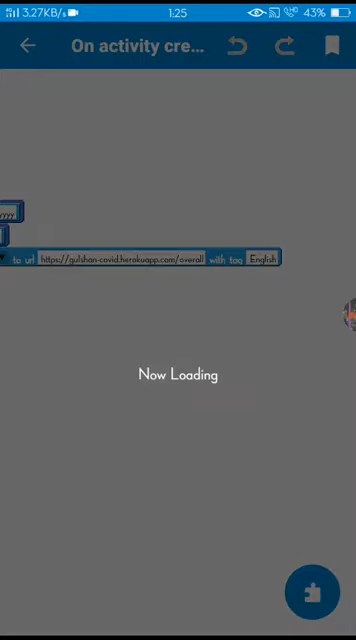 3.27KB/s 1:25 43%
On activity cre...
yyyy
to url https://gulshan-covid.herokuapp.com/overall with tag English
Now Loading